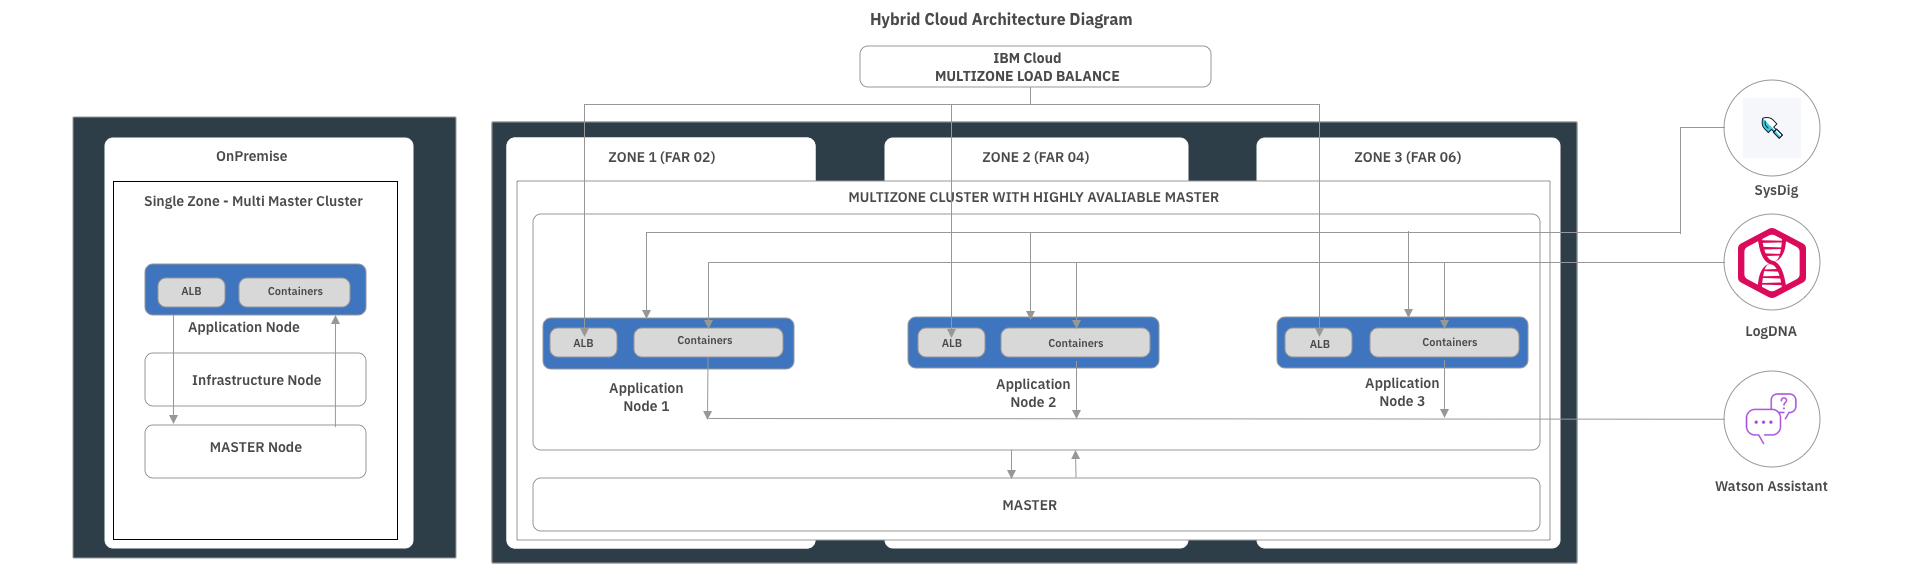 Hybrid Cloud Architecture Diagram
IBM Cloud
MULTIZONE LOAD BALANCE
OnPremise
Single Zone - Multi Master Cluster
ALB
Containers
Application Node
Infrastructure Node
MASTER Node
ZONE 1 (FAR 02)
ZONE 2 (FAR 04)
ZONE 3 (FAR 06)
MULTIZONE CLUSTER WITH HIGHLY AVALIABLE MASTER
ALB
Containers
Application
Node 1
ALB
Containers
Application
Node 2
ALB
Containers
Application
Node 3
MASTER
SysDig
LogDNA
?
Watson Assistant